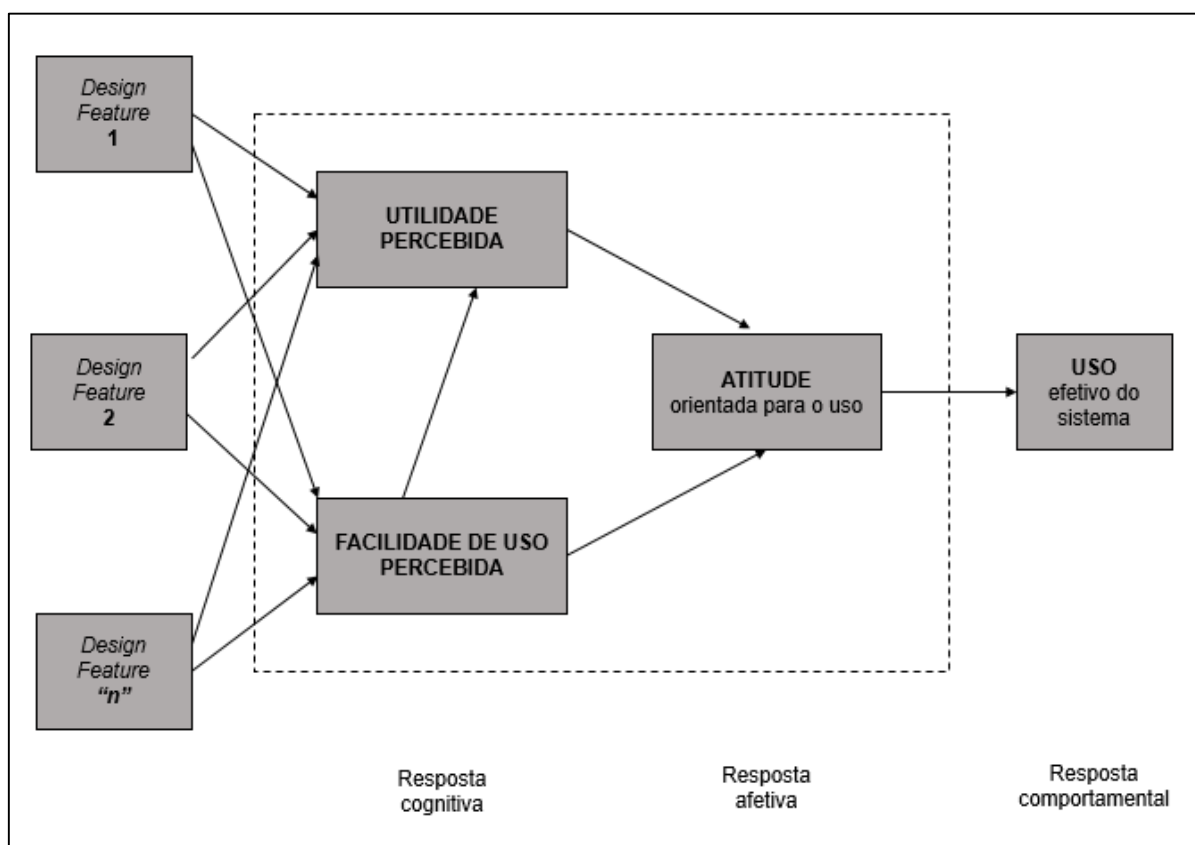 Design
Feature
1
UTILIDADE
PERCEBIDA
Design
Feature
2
ATITUDE
orientada para o uso
USO
efetivo do
sistema
FACILIDADE DE USO
PERCEBIDA
Design
Feature
“n”
Resposta
cognitiva
Resposta
afetiva
Resposta
comportamental